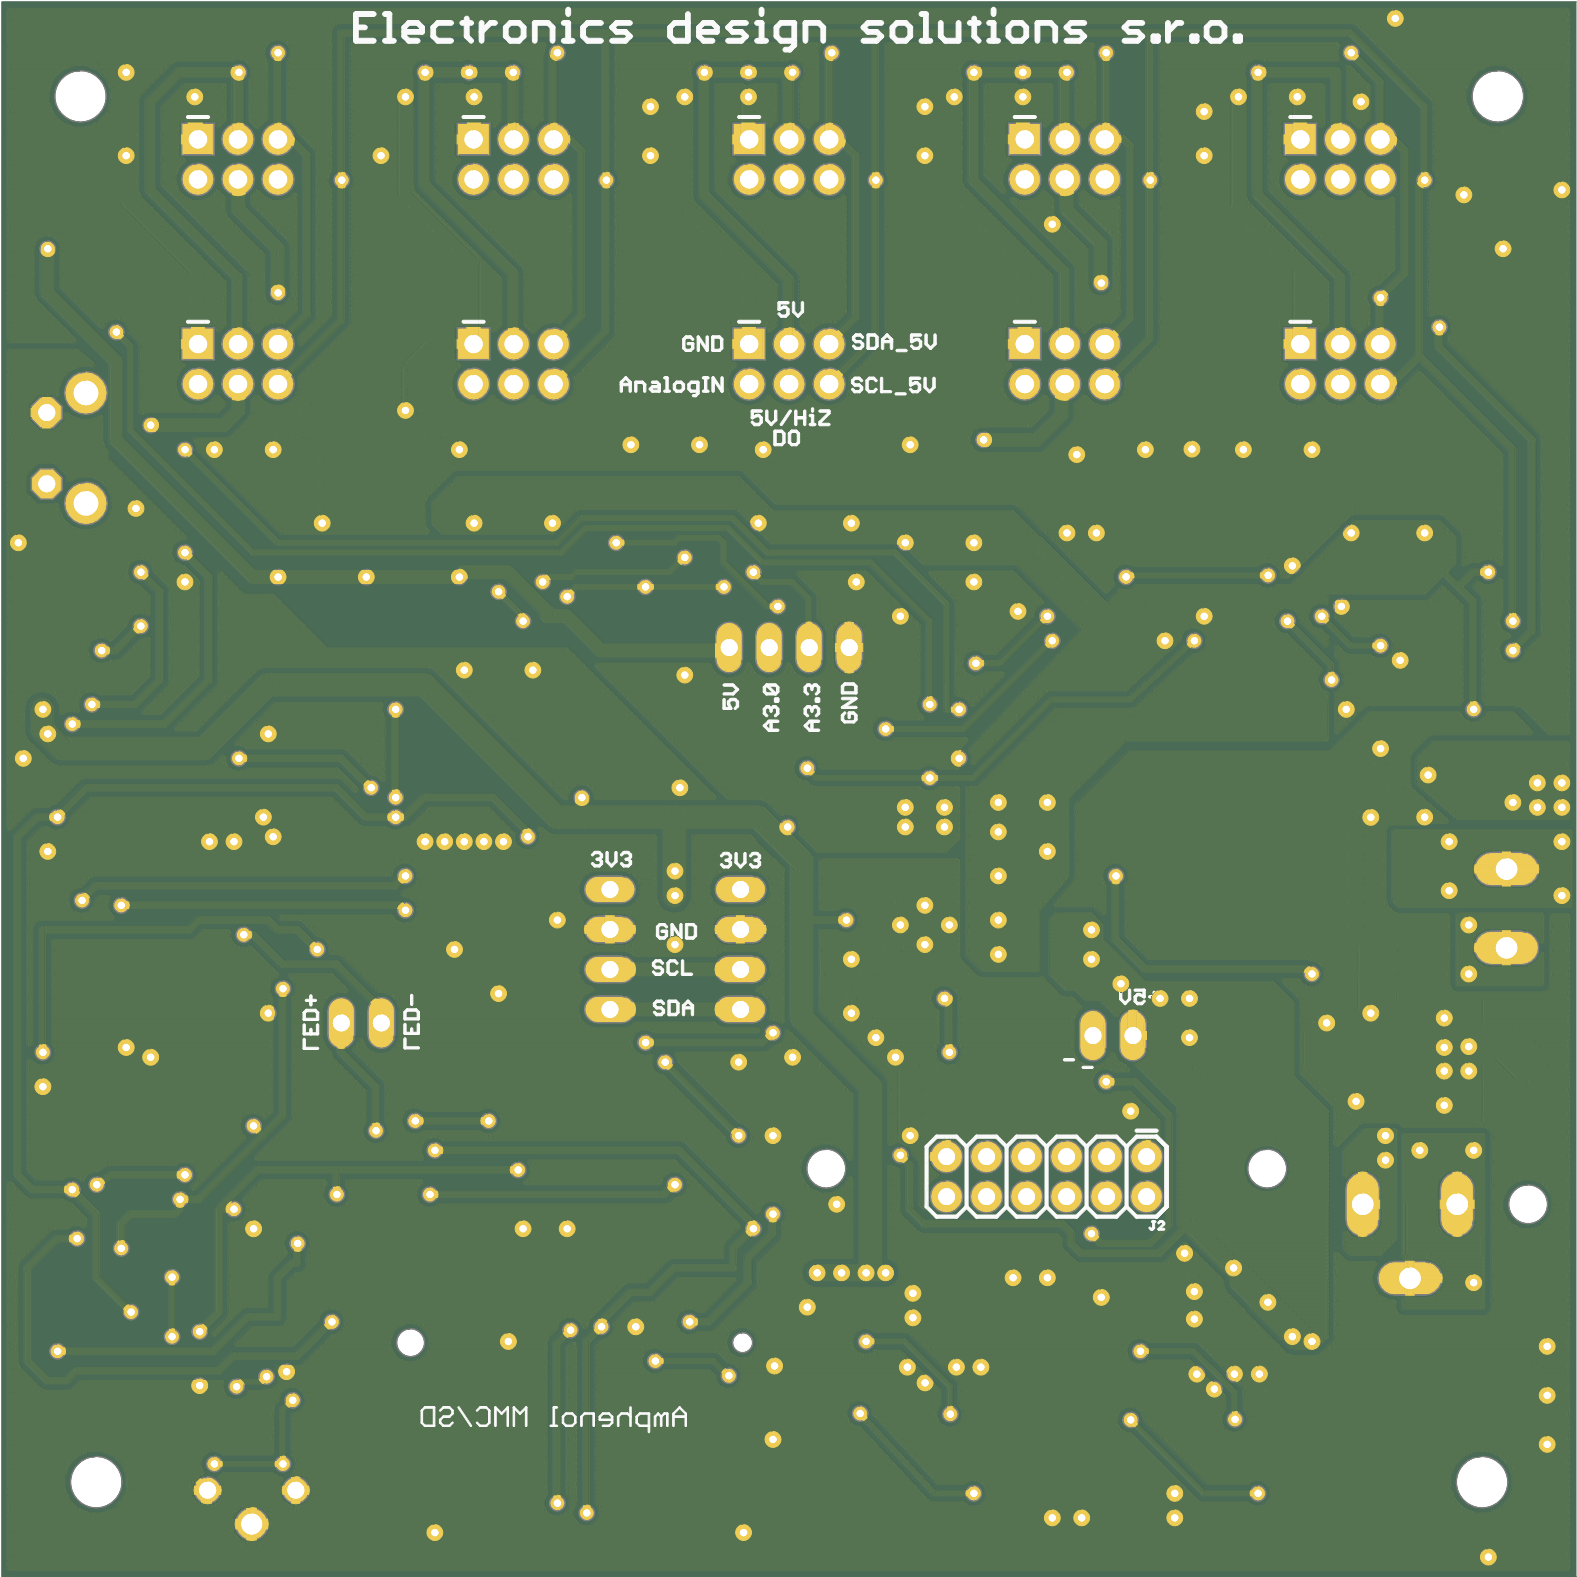 Electronics design solutions s.r.o.
5V
GND
SDA_5V
AnalogIN
SCL_5V
5V/HiZ
DO
5V
A3.0
A3.3
GND
3V3
3V3
GND
SCL
SDA
LED+
LED-
J2
Amphenol MMC/SD